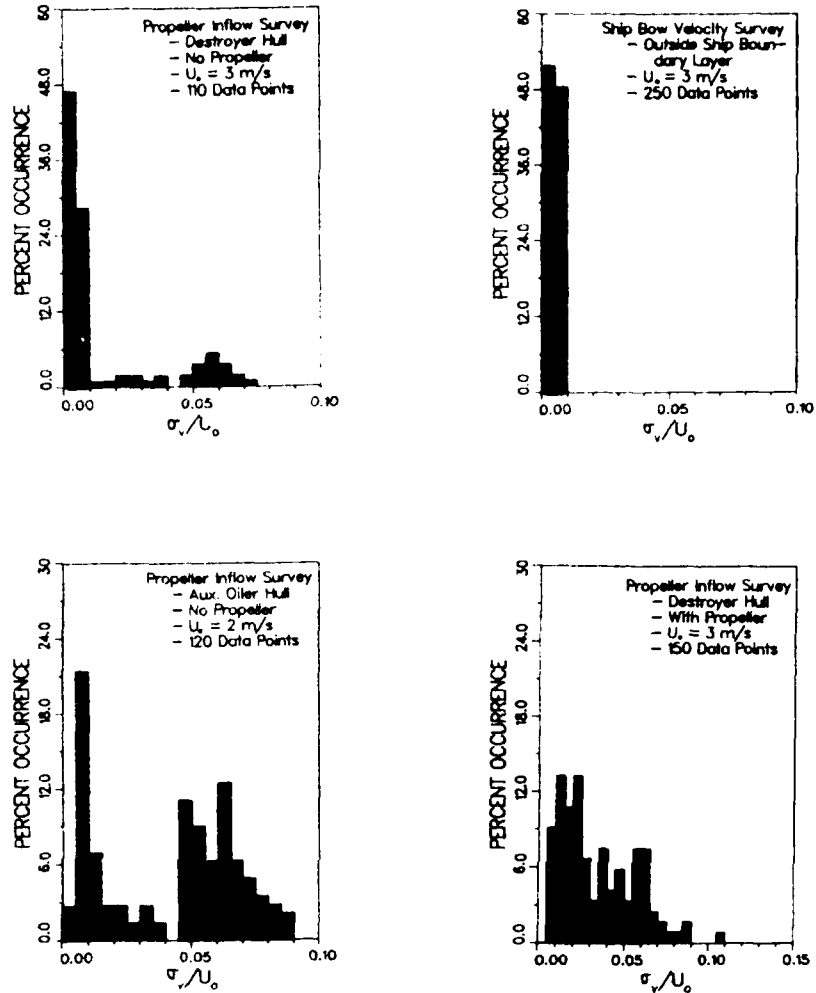 Propeller Inflow Survey
- Destroyer Hull
- No Propeller
- U₀ = 3 m/s
- 110 Data Points
PERCENT OCCURRENCE
60
48.0
36.0
24.0
12.0
0.0
0.00
0.05
0.10
σᵥ/U₀
Ship Bow Velocity Survey
- Outside Ship Boun-
dary Layer
- U₀ = 3 m/s
- 250 Data Points
PERCENT OCCURRENCE
60
48.0
36.0
24.0
12.0
0.0
0.00
0.05
0.10
σᵥ/U₀
Propeller Inflow Survey
- Aux. Oiler Hull
- No Propeller
- U₀ = 2 m/s
- 120 Data Points
PERCENT OCCURRENCE
30
24.0
18.0
12.0
6.0
0.0
0.00
0.05
0.10
σᵥ/U₀
Propeller Inflow Survey
- Destroyer Hull
- With Propeller
- U₀ = 3 m/s
- 150 Data Points
PERCENT OCCURRENCE
30
24.0
18.0
12.0
6.0
0.0
0.00
0.05
0.10
0.15
σᵥ/U₀